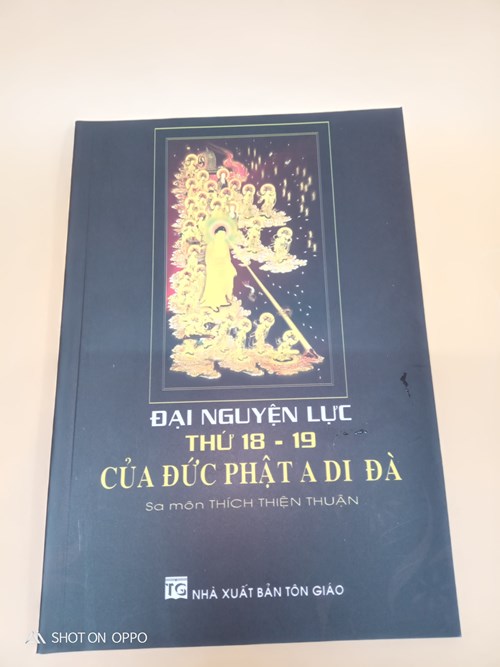 ĐẠI NGUYỆN LỰC
THỨ 18 - 19
CỦA ĐỨC PHẬT A DI ĐÀ
Sa môn THÍCH THIỆN THUẬN
TG
NHÀ XUẤT BẢN TÔN GIÁO
SHOT ON OPPO